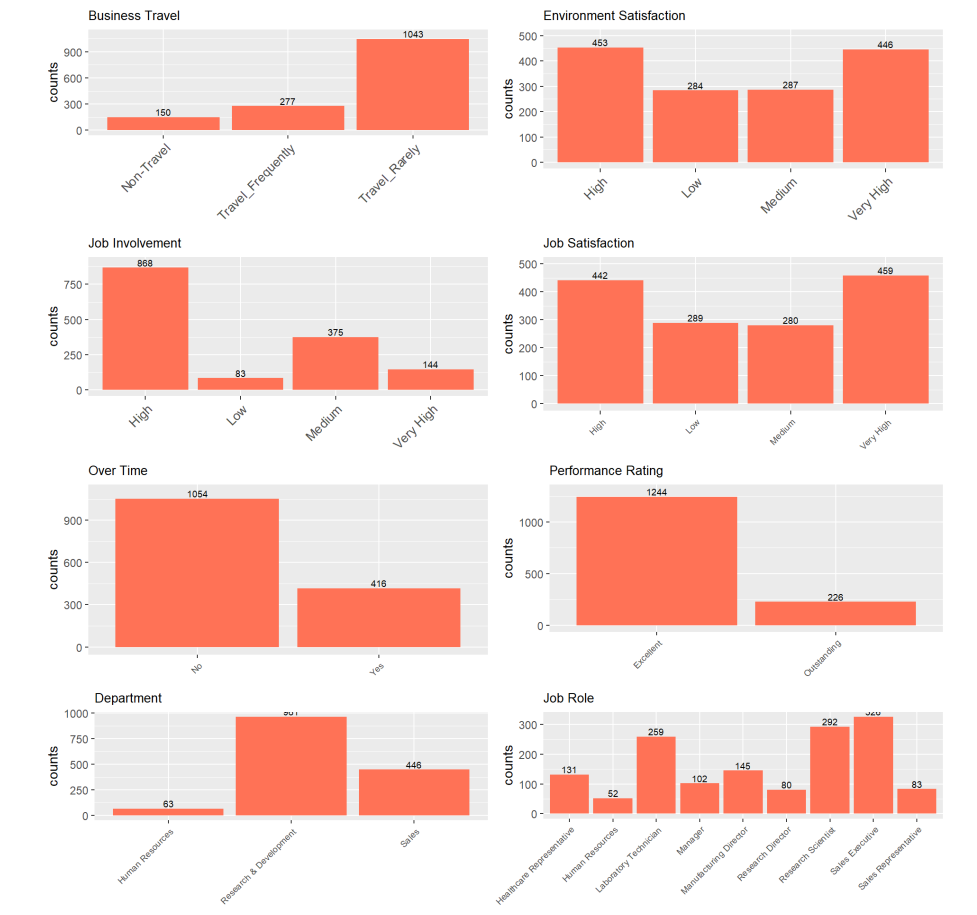 Business Travel
counts
900
600
300
0
150
277
1043
Non-Travel
Travel_Frequently
Travel_Rarely
Environment Satisfaction
counts
500
400
300
200
100
0
453
284
287
446
High
Low
Medium
Very High
Job Involvement
counts
750
500
250
0
868
83
375
144
High
Low
Medium
Very High
Job Satisfaction
counts
500
400
300
200
100
0
442
289
280
459
High
Low
Medium
Very High
Over Time
counts
900
600
300
0
1054
416
No
Yes
Performance Rating
counts
1000
500
0
1244
226
Excellent
Outstanding
Department
counts
1000
750
500
250
0
63
961
446
Human Resources
Research & Development
Sales
Job Role
counts
300
200
100
0
131
52
259
102
145
80
292
326
83
Healthcare Representative
Human Resources
Laboratory Technician
Manager
Manufacturing Director
Research Director
Research Scientist
Sales Executive
Sales Representative